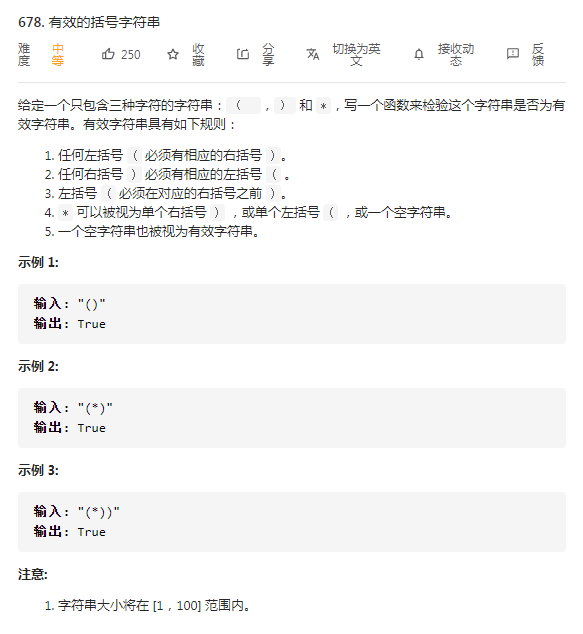 678. 有效的括号字符串
难度 中等 250 收藏 分享 切换为英文 接收动态 反馈
给定一个只包含三种字符的字符串：（ ，） 和 *，写一个函数来检验这个字符串是否为有
效字符串。有效字符串具有如下规则：
1. 任何左括号 ( 必须有相应的右括号 )。
2. 任何右括号 ) 必须有相应的左括号 ( 。
3. 左括号 ( 必须在对应的右括号之前 )。
4. * 可以被视为单个右括号 ) ，或单个左括号 ( ，或一个空字符串。
5. 一个空字符串也被视为有效字符串。
示例 1:
输入: "()"
输出: True
示例 2:
输入: "(*)"
输出: True
示例 3:
输入: "(*))"
输出: True
注意:
1. 字符串大小将在 [1，100] 范围内。